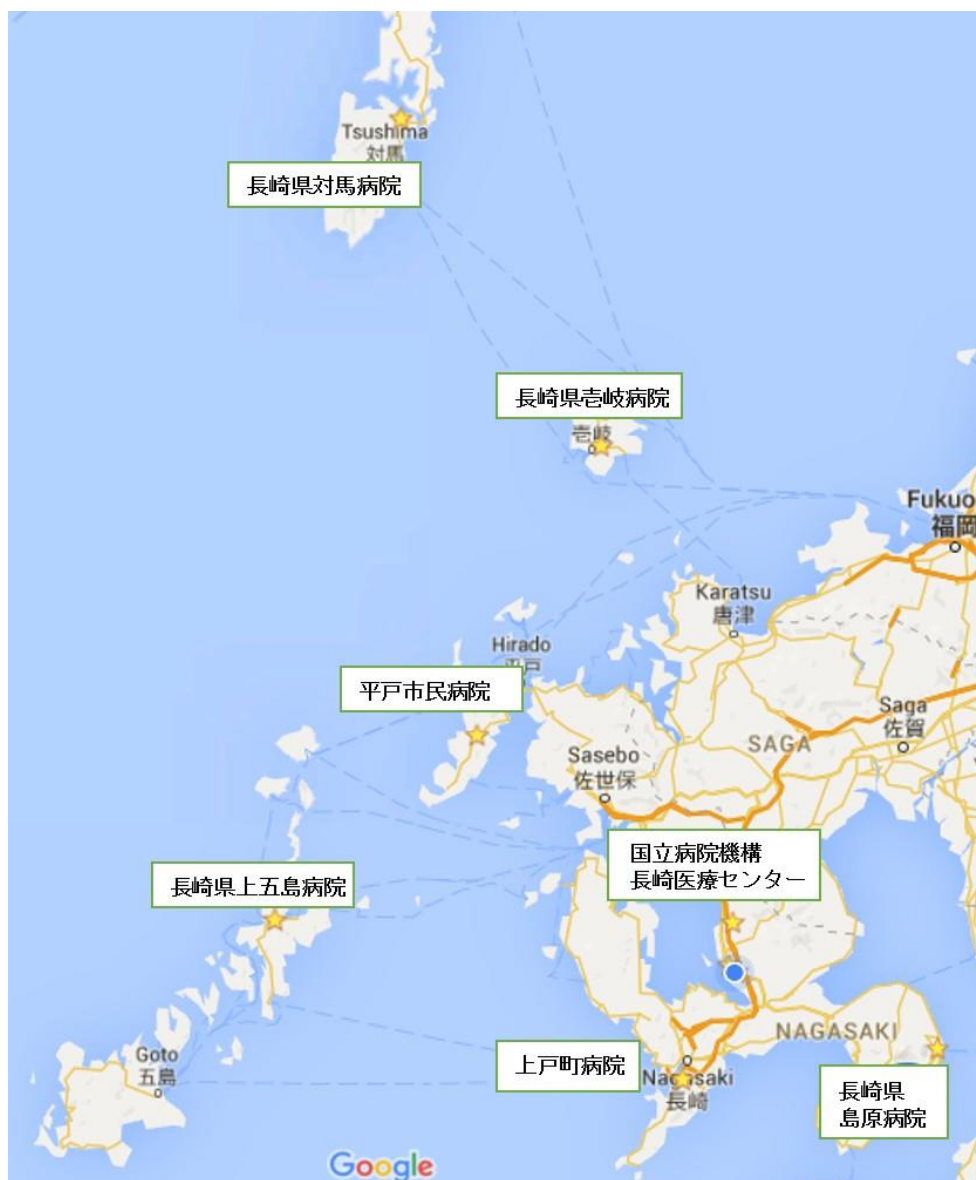 Tsushima
対馬
長崎県対馬病院
長崎県壱岐病院
壱岐
Fukuo
福岡
Karatsu
唐津
Hirado
平戸
平戸市民病院
Saga
佐賀
SAGA
Sasebo
佐世保
国立病院機構
長崎医療センター
長崎県上五島病院
NAGASAKI
上戸町病院
Nagasaki
長崎
Goto
五島
長崎県
島原病院
Google